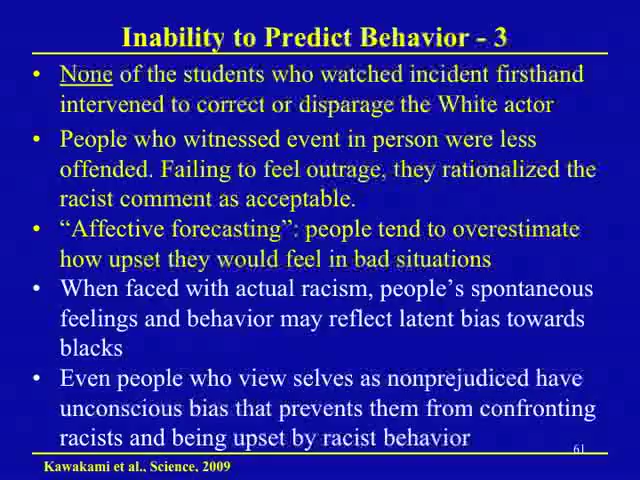 Inability to Predict Behavior - 3
• None of the students who watched incident firsthand
intervened to correct or disparage the White actor
• People who witnessed event in person were less
offended. Failing to feel outrage, they rationalized the
racist comment as acceptable.
• “Affective forecasting”: people tend to overestimate
how upset they would feel in bad situations
• When faced with actual racism, people’s spontaneous
feelings and behavior may reflect latent bias towards
blacks
• Even people who view selves as nonprejudiced have
unconscious bias that prevents them from confronting
racists and being upset by racist behavior
61
Kawakami et al., Science, 2009